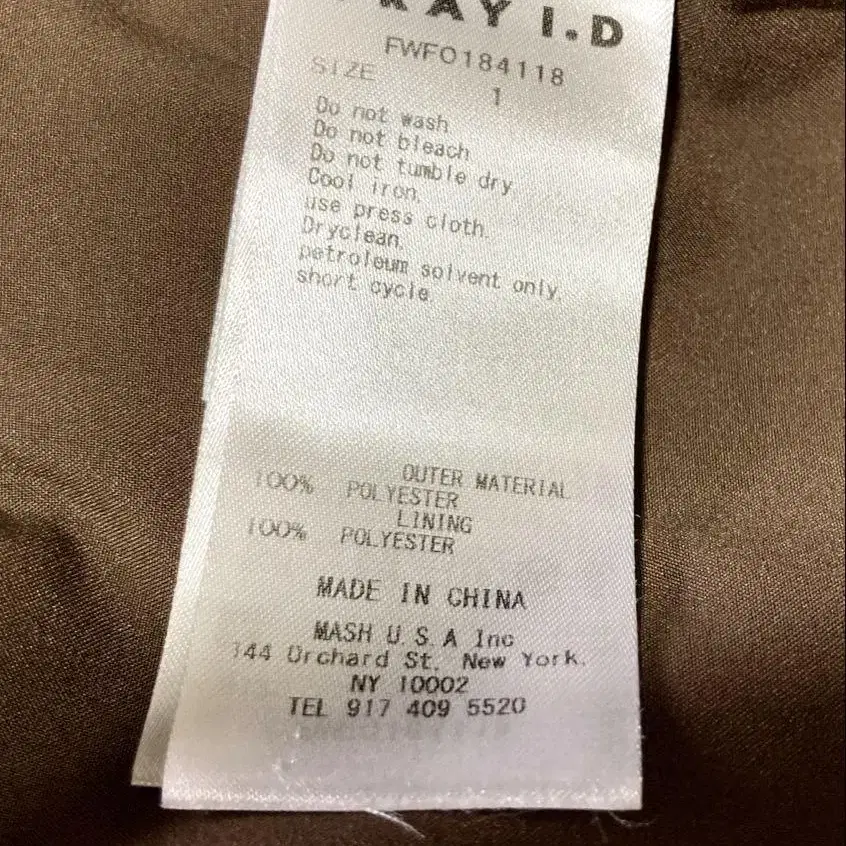 RAY I.D
FWFO184118
SIZE
1
Do not wash
Do not bleach
Do not tumble dry
Cool iron.
use press cloth.
Dryclean.
petroleum solvent only.
short cycle.
OUTER MATERIAL
100% POLYESTER
LINING
100% POLYESTER
MADE IN CHINA
MASH U.S.A Inc
144 Orchard St. New York.
NY 10002
TEL 917 409 5520